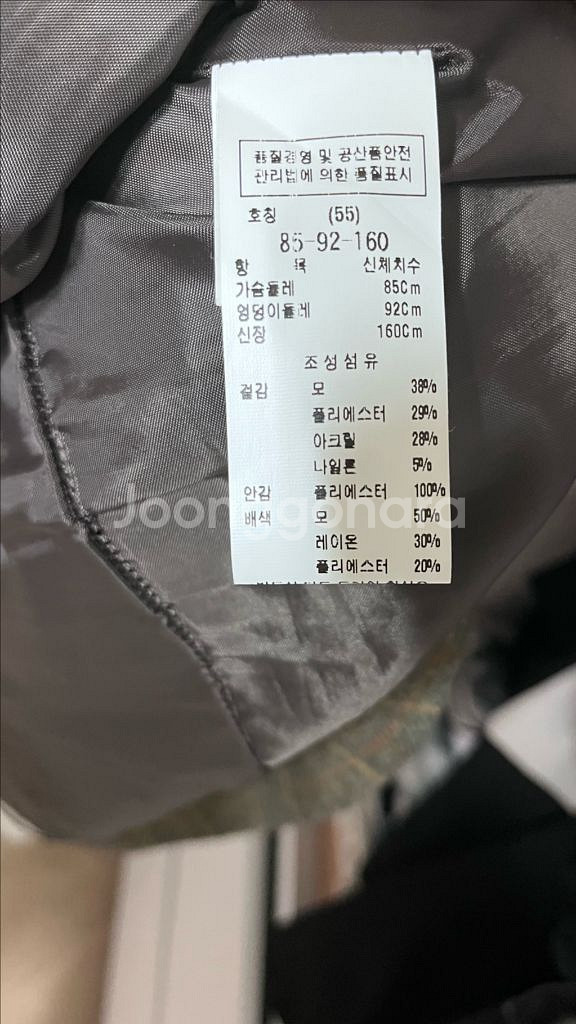 품질경영 및 공산품안전
관리법에 의한 품질표시
호칭 (55)
85-92-160
항 목 신체치수
가슴둘레 85Cm
엉덩이둘레 92Cm
신장 160Cm
조성섬유
겉감 모 38%
폴리에스터 29%
아크릴 28%
나일론 5%
안감 폴리에스터 100%
배색 모 50%
레이온 30%
폴리에스터 20%
Joonggonara